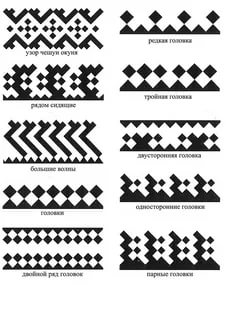 узор чешуи окуня
редкая головка
рядом сидящие
тройная головка
большие волны
двусторонняя головка
головки
односторонние головки
двойной ряд головок
парные головки